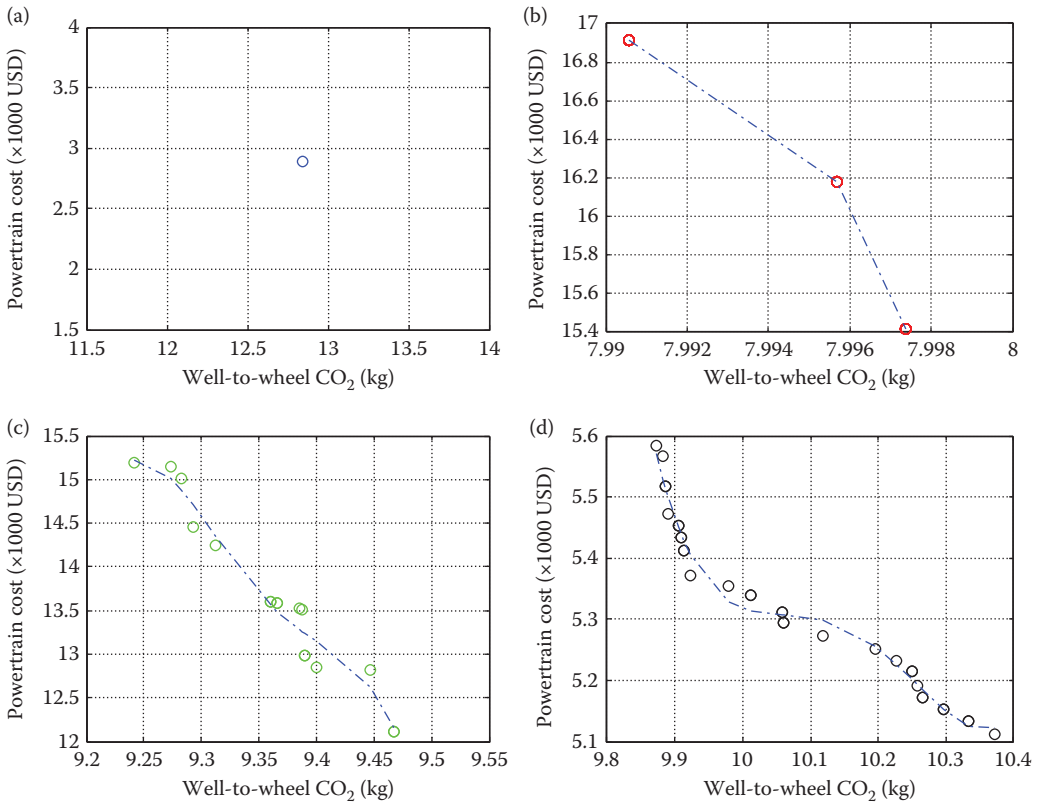 (a)
Powertrain cost (×1000 USD)
4
3.5
3
2.5
2
1.5
11.5 12 12.5 13 13.5 14
Well-to-wheel CO₂ (kg)
(b)
Powertrain cost (×1000 USD)
17
16.8
16.6
16.4
16.2
16
15.8
15.6
15.4
7.99 7.992 7.994 7.996 7.998 8
Well-to-wheel CO₂ (kg)
(c)
Powertrain cost (×1000 USD)
15.5
15
14.5
14
13.5
13
12.5
12
9.2 9.25 9.3 9.35 9.4 9.45 9.5 9.55
Well-to-wheel CO₂ (kg)
(d)
Powertrain cost (×1000 USD)
5.6
5.5
5.4
5.3
5.2
5.1
9.8 9.9 10 10.1 10.2 10.3 10.4
Well-to-wheel CO₂ (kg)